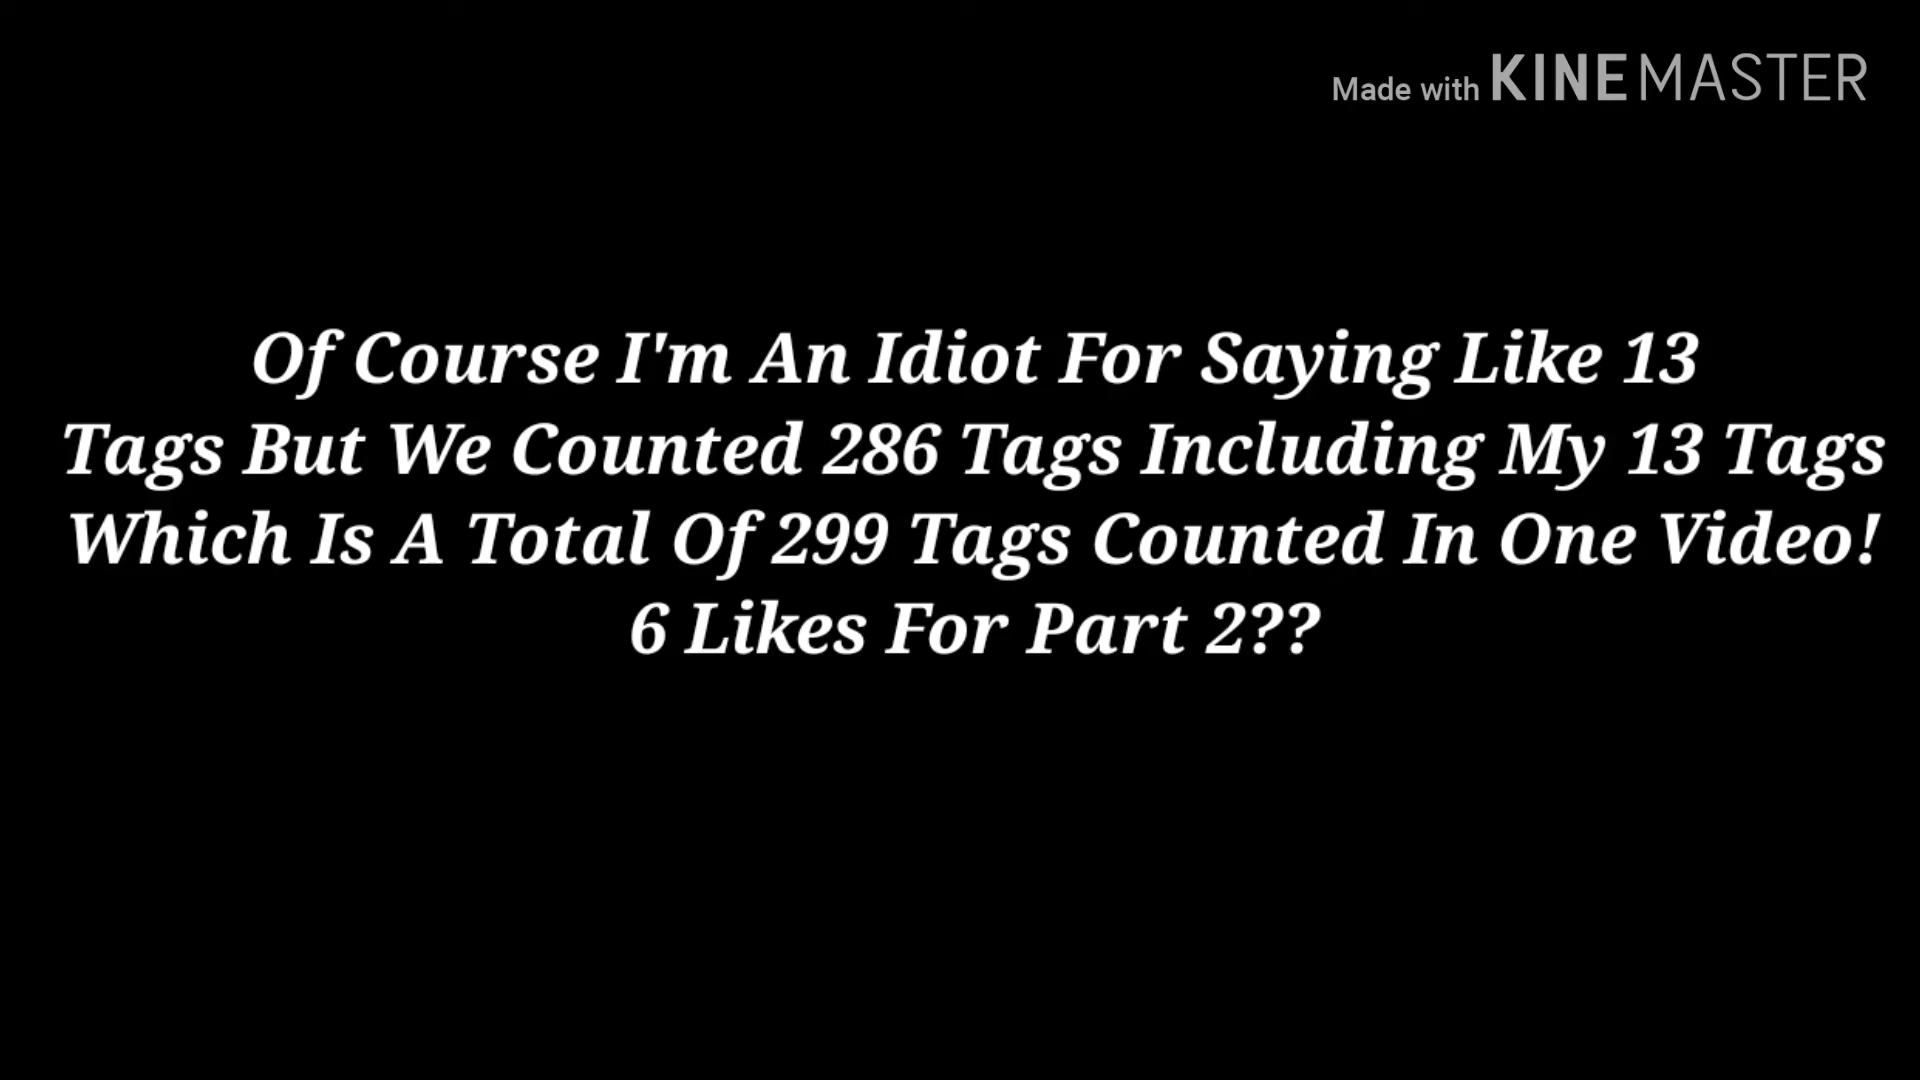 Made with KINEMASTER
Of Course I'm An Idiot For Saying Like 13
Tags But We Counted 286 Tags Including My 13 Tags
Which Is A Total Of 299 Tags Counted In One Video!
6 Likes For Part 2??